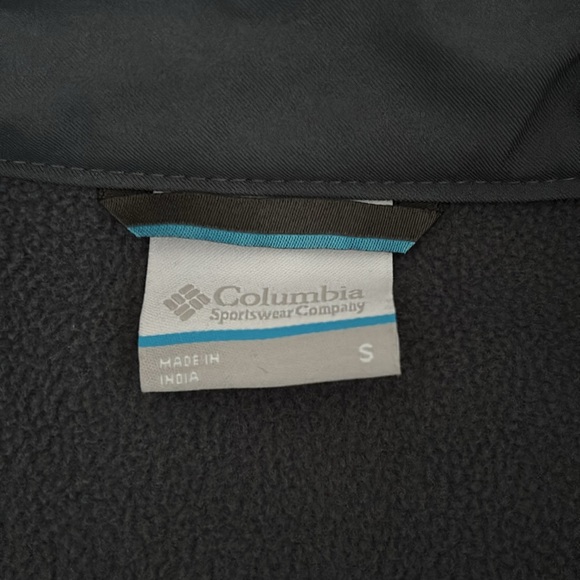 Columbia
Sportswear Company
MADE IN
INDIA
S